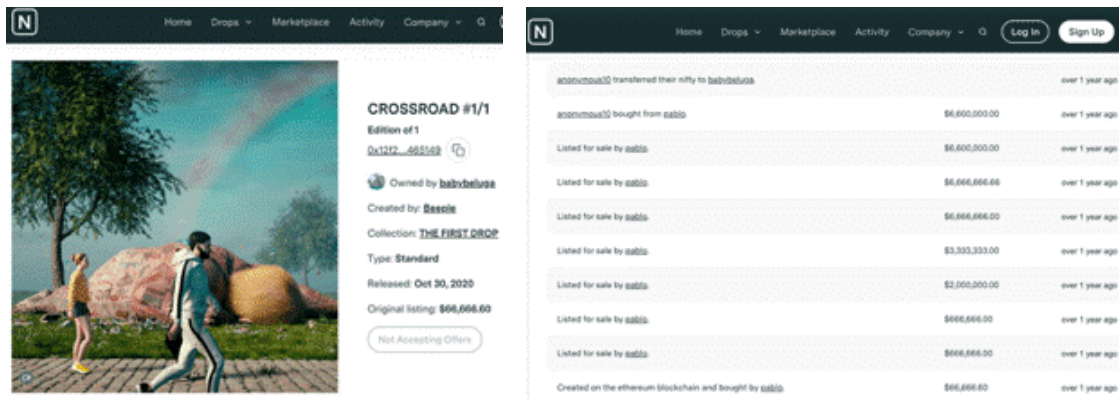 N Home Drops Marketplace Activity Company
CROSSROAD #1/1
Edition of 1
0x12f2...465149
Owned by babybeluga
Created by: Beeple
Collection: THE FIRST DROP
Type: Standard
Released: Oct 30, 2020
Original listing: $66,666.60
Not Accepting Offers
N Home Drops Marketplace Activity Company Log In Sign Up
anonymous10 transferred their nifty to babybeluga. over 1 year ago
anonymous10 bought from pablo. $6,600,000.00 over 1 year ago
Listed for sale by pablo. $6,600,000.00 over 1 year ago
Listed for sale by pablo. $6,666,666.66 over 1 year ago
Listed for sale by pablo. $6,666,666.00 over 1 year ago
Listed for sale by pablo. $3,333,333.00 over 1 year ago
Listed for sale by pablo. $2,000,000.00 over 1 year ago
Listed for sale by pablo. $666,666.00 over 1 year ago
Listed for sale by pablo. $666,666.00 over 1 year ago
Created on the ethereum blockchain and bought by pablo. $66,666.60 over 1 year ago